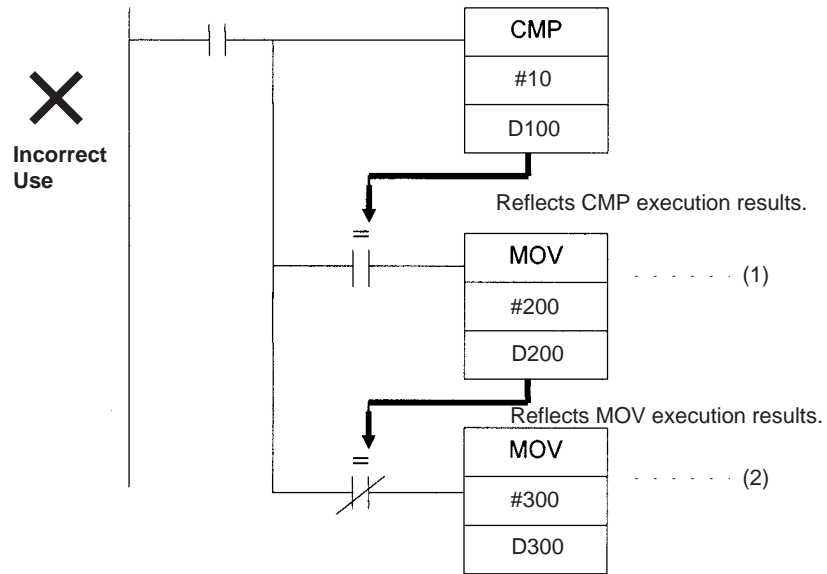 CMP
#10
D100
Incorrect
Use
Reflects CMP execution results.
=
MOV
(1)
#200
D200
Reflects MOV execution results.
=
MOV
(2)
#300
D300